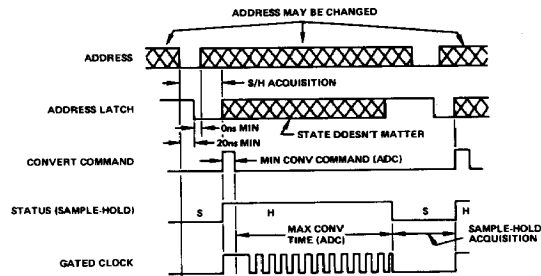 ADDRESS MAY BE CHANGED
ADDRESS
S/H ACQUISITION
ADDRESS LATCH
0ns MIN
STATE DOESN'T MATTER
20ns MIN
CONVERT COMMAND
MIN CONV COMMAND (ADC)
STATUS (SAMPLE-HOLD)
S
H
S
H
MAX CONV
TIME (ADC)
SAMPLE-HOLD
ACQUISITION
GATED CLOCK